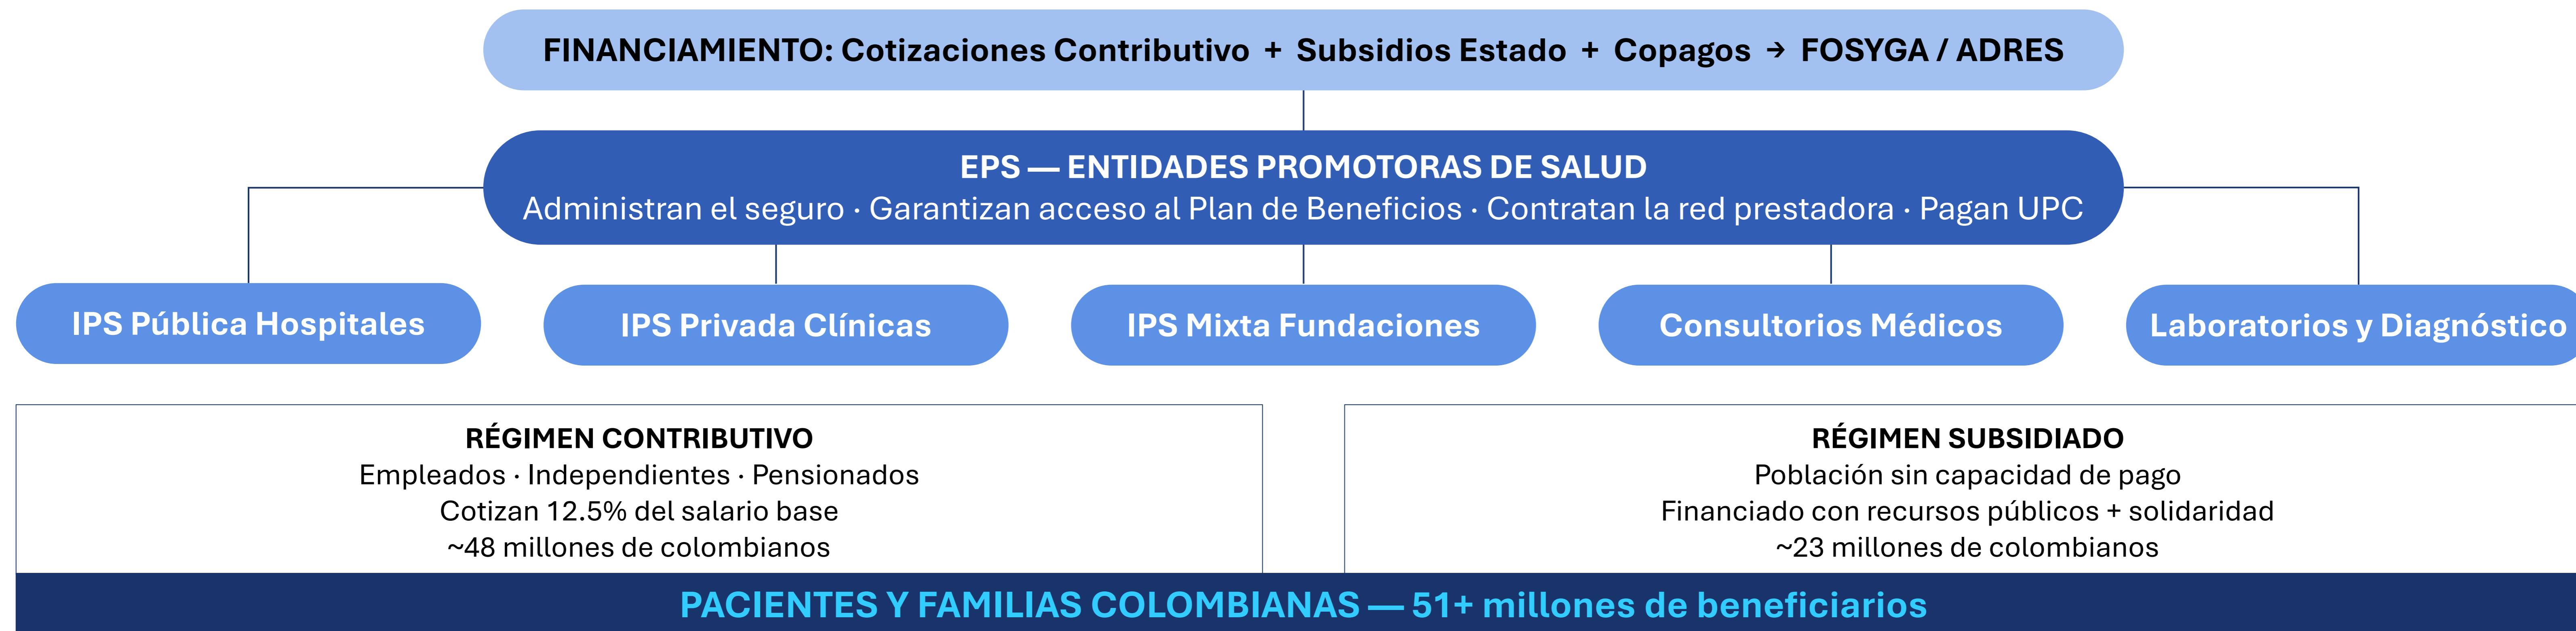 FINANCIAMIENTO: Cotizaciones Contributivo + Subsidios Estado + Copagos → FOSYGA / ADRES
EPS — ENTIDADES PROMOTORAS DE SALUD
Administran el seguro · Garantizan acceso al Plan de Beneficios · Contratan la red prestadora · Pagan UPC
IPS Pública Hospitales
IPS Privada Clínicas
IPS Mixta Fundaciones
Consultorios Médicos
Laboratorios y Diagnóstico
RÉGIMEN CONTRIBUTIVO
Empleados · Independientes · Pensionados
Cotizan 12.5% del salario base
~48 millones de colombianos
RÉGIMEN SUBSIDIADO
Población sin capacidad de pago
Financiado con recursos públicos + solidaridad
~23 millones de colombianos
PACIENTES Y FAMILIAS COLOMBIANAS — 51+ millones de beneficiarios